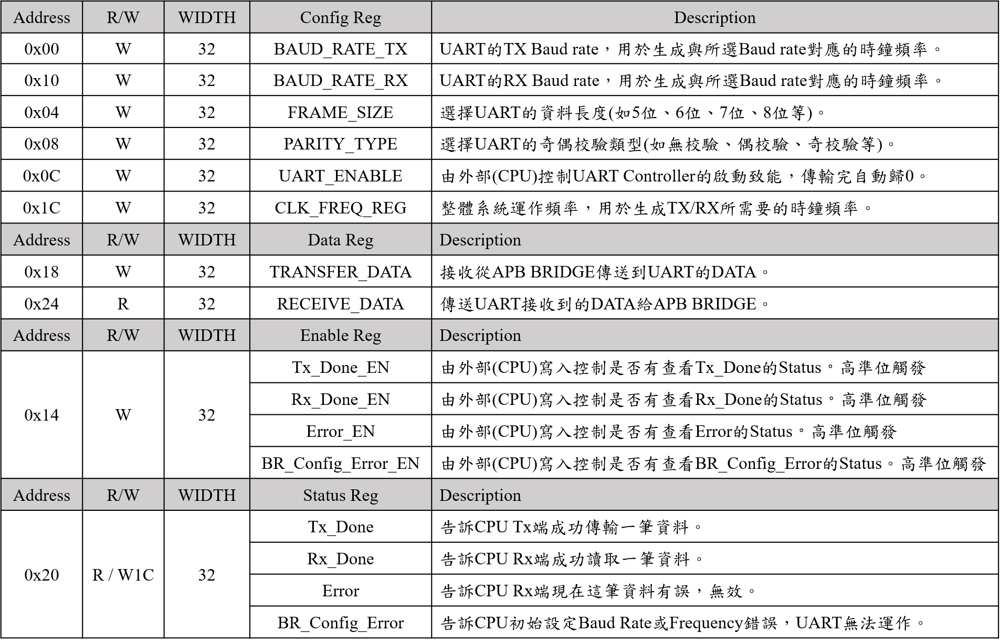 Address R/W WIDTH Config Reg Description
0x00 W 32 BAUD_RATE_TX UART的TX Baud rate，用於生成與所選Baud rate對應的時鐘頻率。
0x10 W 32 BAUD_RATE_RX UART的RX Baud rate，用於生成與所選Baud rate對應的時鐘頻率。
0x04 W 32 FRAME_SIZE 選擇UART的資料長度(如5位、6位、7位、8位等)。
0x08 W 32 PARITY_TYPE 選擇UART的奇偶校驗類型(如無校驗、偶校驗、奇校驗等)。
0x0C W 32 UART_ENABLE 由外部(CPU)控制UART Controller的啟動致能，傳輸完自動歸0。
0x1C W 32 CLK_FREQ_REG 整體系統運作頻率，用於生成TX/RX所需要的時鐘頻率。
Address R/W WIDTH Data Reg Description
0x18 W 32 TRANSFER_DATA 接收從APB BRIDGE傳送到UART的DATA。
0x24 R 32 RECEIVE_DATA 傳送UART接收到的DATA給APB BRIDGE。
Address R/W WIDTH Enable Reg Description
0x14 W 32 Tx_Done_EN 由外部(CPU)寫入控制是否有查看Tx_Done的Status。高準位觸發
Rx_Done_EN 由外部(CPU)寫入控制是否有查看Rx_Done的Status。高準位觸發
Error_EN 由外部(CPU)寫入控制是否有查看Error的Status。高準位觸發
BR_Config_Error_EN 由外部(CPU)寫入控制是否有查看BR_Config_Error的Status。高準位觸發
Address R/W WIDTH Status Reg Description
0x20 R / W1C 32 Tx_Done 告訴CPU Tx端成功傳輸一筆資料。
Rx_Done 告訴CPU Rx端成功讀取一筆資料。
Error 告訴CPU Rx端現在這筆資料有誤，無效。
BR_Config_Error 告訴CPU初始設定Baud Rate或Frequency錯誤，UART無法運作。